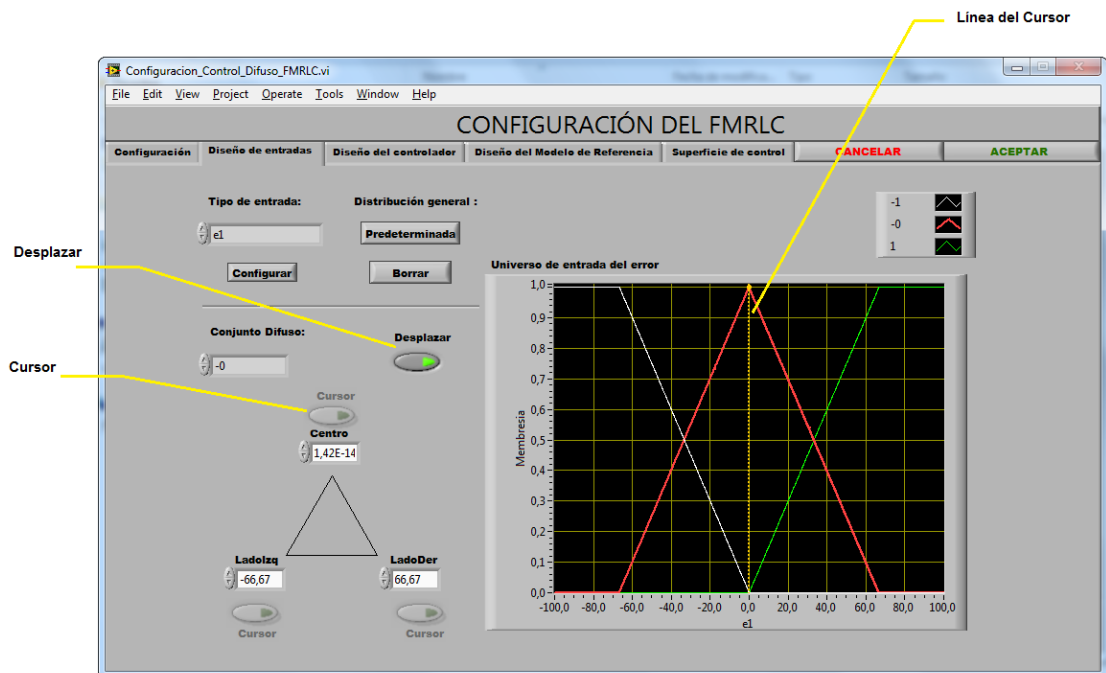 Línea del Cursor
Configuracion_Control_Difuso_FMRLC.vi
File Edit View Project Operate Tools Window Help
CONFIGURACIÓN DEL FMRLC
Configuración Diseño de entradas Diseño del controlador Diseño del Modelo de Referencia Superficie de control CANCELAR ACEPTAR
Tipo de entrada: Distribución general :
e1 Predeterminada
Configurar Borrar
-1
-0
1
Desplazar
Universo de entrada del error
Conjunto Difuso: Desplazar
-0
Cursor
Cursor
Centro
1,42E-14
LadoIzq LadoDer
-66,67 66,67
Cursor Cursor
Membresia
1,0
0,9
0,8
0,7
0,6
0,5
0,4
0,3
0,2
0,1
0,0
-100,0 -80,0 -60,0 -40,0 -20,0 0,0 20,0 40,0 60,0 80,0 100,0
e1